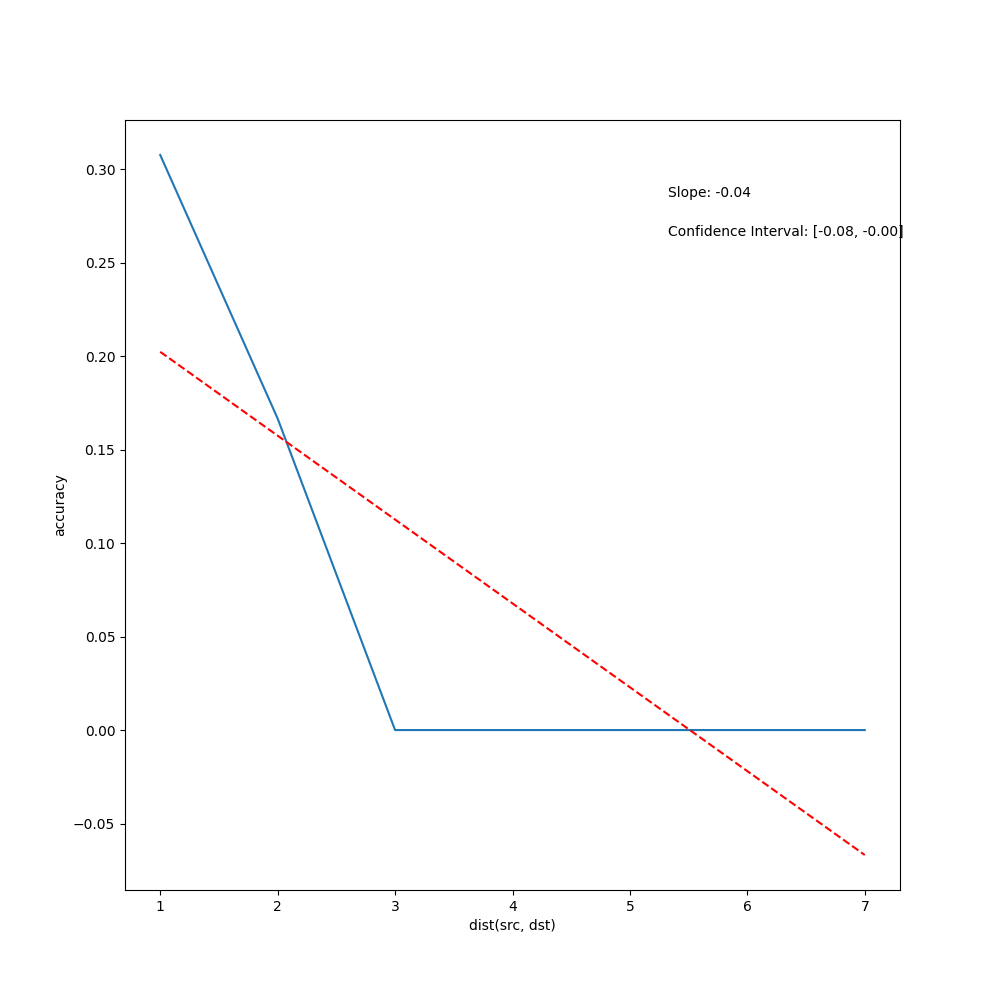 Slope: -0.04
Confidence Interval: [-0.08, -0.00]
0.30
0.25
0.20
0.15
0.10
0.05
0.00
−0.05
accuracy
1 2 3 4 5 6 7
dist(src, dst)